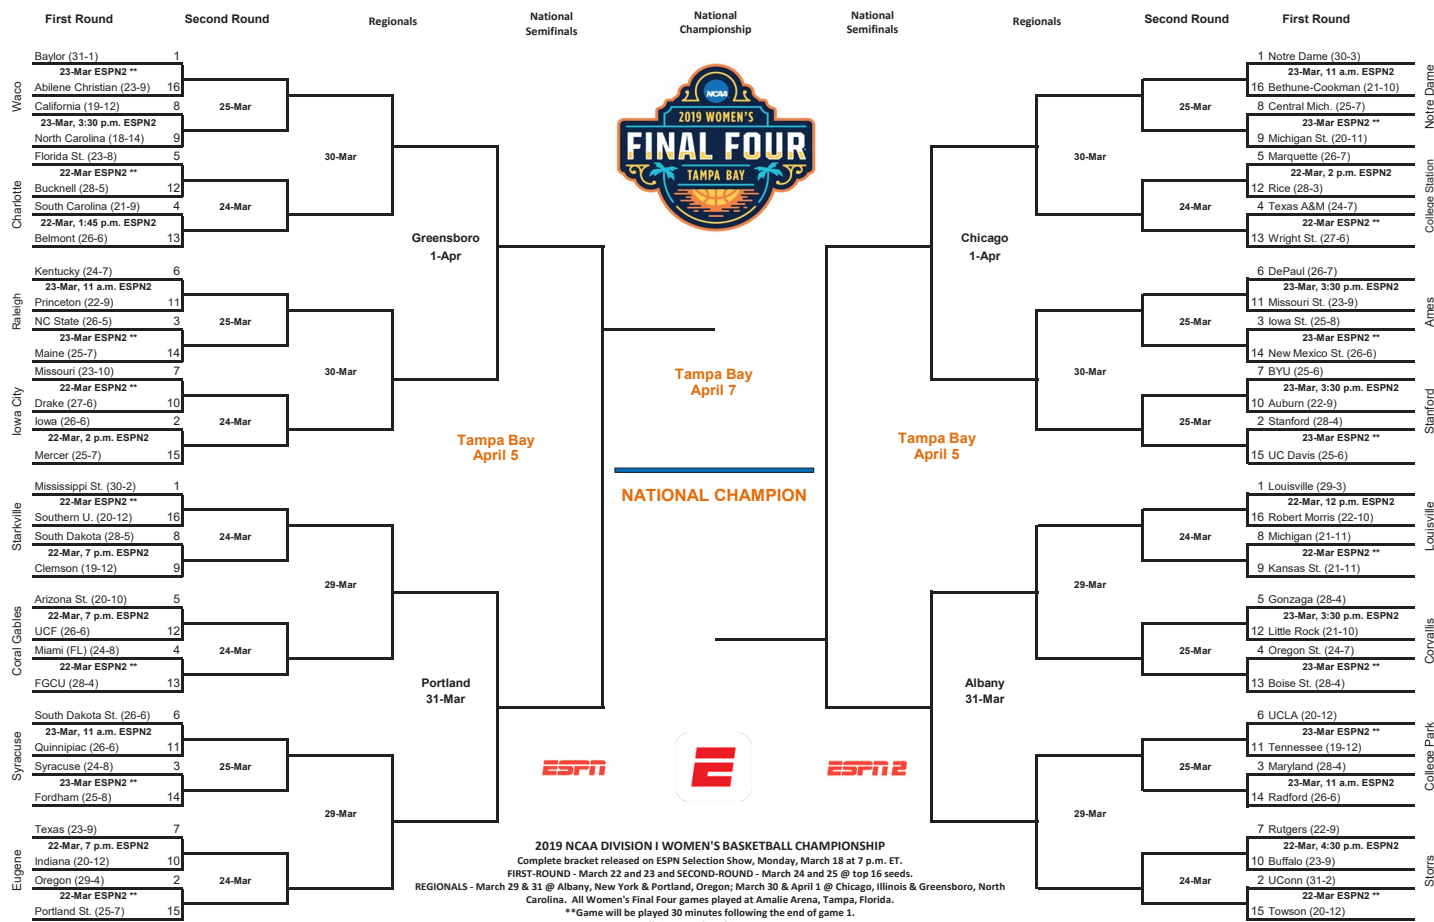 First Round
Second Round
Regionals
National
Semifinals
National
Championship
National
Semifinals
Regionals
Second Round
First Round
Waco
Baylor (31-1) 1
23-Mar ESPN2 **
Abilene Christian (23-9) 16
25-Mar
California (19-12) 8
23-Mar, 3:30 p.m. ESPN2
North Carolina (18-14) 9
30-Mar
Charlotte
Florida St. (23-8) 5
22-Mar ESPN2 **
Bucknell (28-5) 12
24-Mar
South Carolina (21-9) 4
22-Mar, 1:45 p.m. ESPN2
Belmont (26-6) 13
Greensboro
1-Apr
Raleigh
Kentucky (24-7) 6
23-Mar, 11 a.m. ESPN2
Princeton (22-9) 11
25-Mar
NC State (26-5) 3
23-Mar ESPN2 **
Maine (25-7) 14
30-Mar
Iowa City
Missouri (23-10) 7
22-Mar ESPN2 **
Drake (27-6) 10
24-Mar
Iowa (26-6) 2
22-Mar, 2 p.m. ESPN2
Mercer (25-7) 15
Tampa Bay
April 5
Starkville
Mississippi St. (30-2) 1
22-Mar ESPN2 **
Southern U. (20-12) 16
24-Mar
South Dakota (28-5) 8
22-Mar, 7 p.m. ESPN2
Clemson (19-12) 9
29-Mar
Coral Gables
Arizona St. (20-10) 5
22-Mar, 7 p.m. ESPN2
UCF (26-6) 12
24-Mar
Miami (FL) (24-8) 4
22-Mar ESPN2 **
FGCU (28-4) 13
Portland
31-Mar
Syracuse
South Dakota St. (26-6) 6
23-Mar, 11 a.m. ESPN2
Quinnipiac (26-6) 11
25-Mar
Syracuse (24-8) 3
23-Mar ESPN2 **
Fordham (25-8) 14
29-Mar
Eugene
Texas (23-9) 7
22-Mar, 7 p.m. ESPN2
Indiana (20-12) 10
24-Mar
Oregon (29-4) 2
22-Mar ESPN2 **
Portland St. (25-7) 15
NCAA
2019 WOMEN'S
FINAL FOUR
TAMPA BAY
Tampa Bay
April 7
NATIONAL CHAMPION
Notre Dame
1 Notre Dame (30-3)
23-Mar, 11 a.m. ESPN2
16 Bethune-Cookman (21-10)
25-Mar
8 Central Mich. (25-7)
23-Mar ESPN2 **
9 Michigan St. (20-11)
30-Mar
College Station
5 Marquette (26-7)
22-Mar, 2 p.m. ESPN2
12 Rice (28-3)
24-Mar
4 Texas A&M (24-7)
22-Mar ESPN2 **
13 Wright St. (27-6)
Chicago
1-Apr
Ames
6 DePaul (26-7)
23-Mar, 3:30 p.m. ESPN2
11 Missouri St. (23-9)
25-Mar
3 Iowa St. (25-8)
23-Mar ESPN2 **
14 New Mexico St. (26-6)
30-Mar
Stanford
7 BYU (25-6)
23-Mar, 3:30 p.m. ESPN2
10 Auburn (22-9)
25-Mar
2 Stanford (28-4)
23-Mar ESPN2 **
15 UC Davis (25-6)
Tampa Bay
April 5
Louisville
1 Louisville (29-3)
22-Mar, 12 p.m. ESPN2
16 Robert Morris (22-10)
24-Mar
8 Michigan (21-11)
22-Mar ESPN2 **
9 Kansas St. (21-11)
29-Mar
Corvallis
5 Gonzaga (28-4)
23-Mar, 3:30 p.m. ESPN2
12 Little Rock (21-10)
25-Mar
4 Oregon St. (24-7)
23-Mar ESPN2 **
13 Boise St. (28-4)
Albany
31-Mar
College Park
6 UCLA (20-12)
23-Mar ESPN2 **
11 Tennessee (19-12)
25-Mar
3 Maryland (28-4)
23-Mar, 11 a.m. ESPN2
14 Radford (26-6)
29-Mar
Storrs
7 Rutgers (22-9)
22-Mar, 4:30 p.m. ESPN2
10 Buffalo (23-9)
24-Mar
2 UConn (31-2)
22-Mar ESPN2 **
15 Towson (20-12)
ESPN
E
ESPN 2
2019 NCAA DIVISION I WOMEN'S BASKETBALL CHAMPIONSHIP
Complete bracket released on ESPN Selection Show, Monday, March 18 at 7 p.m. ET.
FIRST-ROUND - March 22 and 23 and SECOND-ROUND - March 24 and 25 @ top 16 seeds.
REGIONALS - March 29 & 31 @ Albany, New York & Portland, Oregon; March 30 & April 1 @ Chicago, Illinois & Greensboro, North
Carolina. All Women's Final Four games played at Amalie Arena, Tampa, Florida.
**Game will be played 30 minutes following the end of game 1.